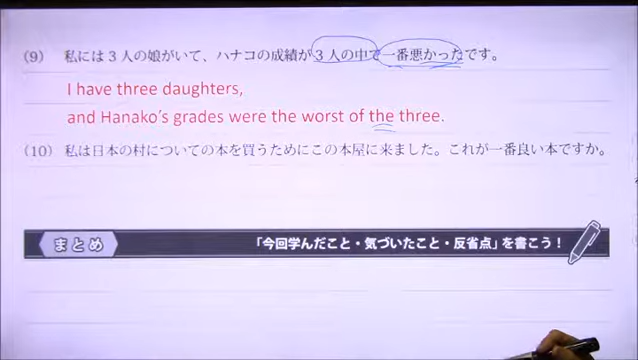 (9) 私には3人の娘がいて、ハナコの成績が3人の中で一番悪かったです。
I have three daughters,
and Hanako's grades were the worst of the three.
(10) 私は日本の村についての本を買うためにこの本屋に来ました。これが一番良い本ですか。
まとめ 「今回学んだこと・気づいたこと・反省点」を書こう！